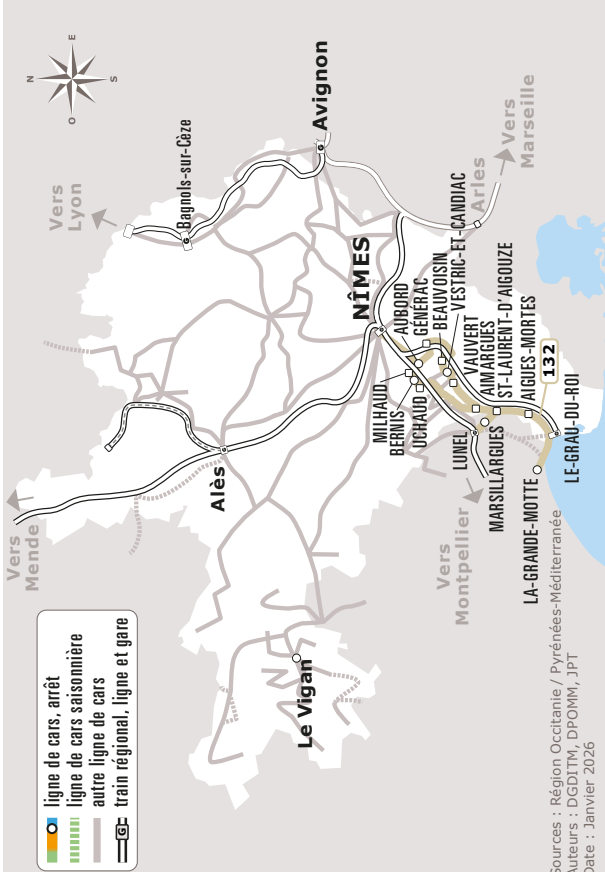 ligne de cars, arrêt
ligne de cars saisonnière
autre ligne de cars
G
train régional, ligne et gare
N
E
S
O
Vers
Mende
Vers
Lyon
G
Bagnols-sur-Cèze
G
Avignon
Alès
Le Vigan
NÎMES
Arles
Vers
Marseille
Vers
Montpellier
MILHAUD
BERNIS
UCHAUD
AUBORD
GÉNÉRAC
BEAUVOISIN
VESTRIC-ET-CANDIAC
VAUVERT
AIMARGUES
ST-LAURENT-D'AIGOUZE
AIGUES-MORTES
132
LUNEL
MARSILLARGUES
LA-GRANDE-MOTTE
LE-GRAU-DU-ROI
Sources : Région Occitanie / Pyrénées-Méditerranée
Auteurs : DGDITM, DPOMM, JPT
Date : Janvier 2026